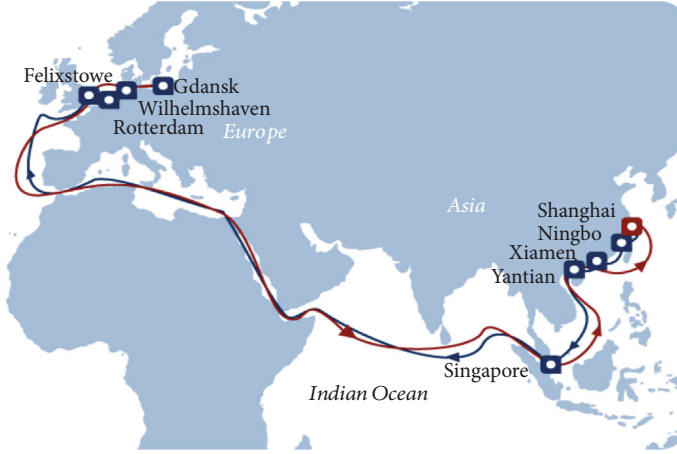 Felixstowe
Gdansk
Wilhelmshaven
Rotterdam
Europe
Asia
Shanghai
Ningbo
Xiamen
Yantian
Singapore
Indian Ocean